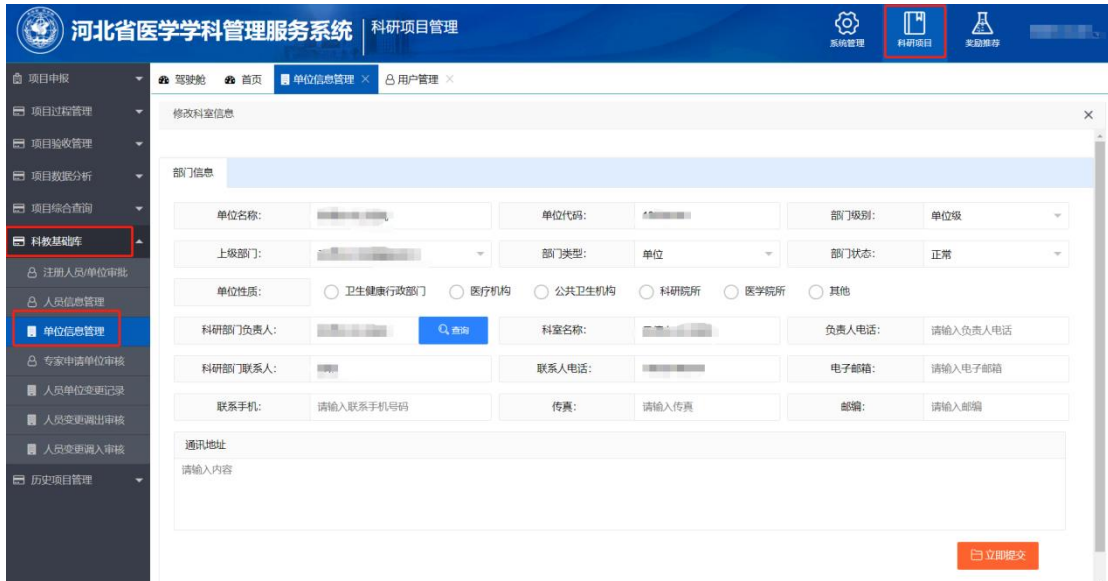 河北省医学学科管理服务系统 科研项目管理
系统管理 科研项目 奖励推荐
项目申报
项目过程管理
项目验收管理
项目数据分析
项目综合查询
科教基础库
注册人员/单位审批
人员信息管理
单位信息管理
专家申请单位审核
人员单位变更记录
人员变更调出审核
人员变更调入审核
历史项目管理
驾驶舱 首页 单位信息管理 × 用户管理 ×
修改科室信息 ×
部门信息
单位名称: 单位代码: 部门级别: 单位级
上级部门: 部门类型: 单位 部门状态: 正常
单位性质: 卫生健康行政部门 医疗机构 公共卫生机构 科研院所 医学院所 其他
科研部门负责人: 查询 科室名称: 负责人电话: 请输入负责人电话
科研部门联系人: 联系人电话: 电子邮箱: 请输入电子邮箱
联系手机: 请输入联系手机号码 传真: 请输入传真 邮编: 请输入邮编
通讯地址
请输入内容
立即提交